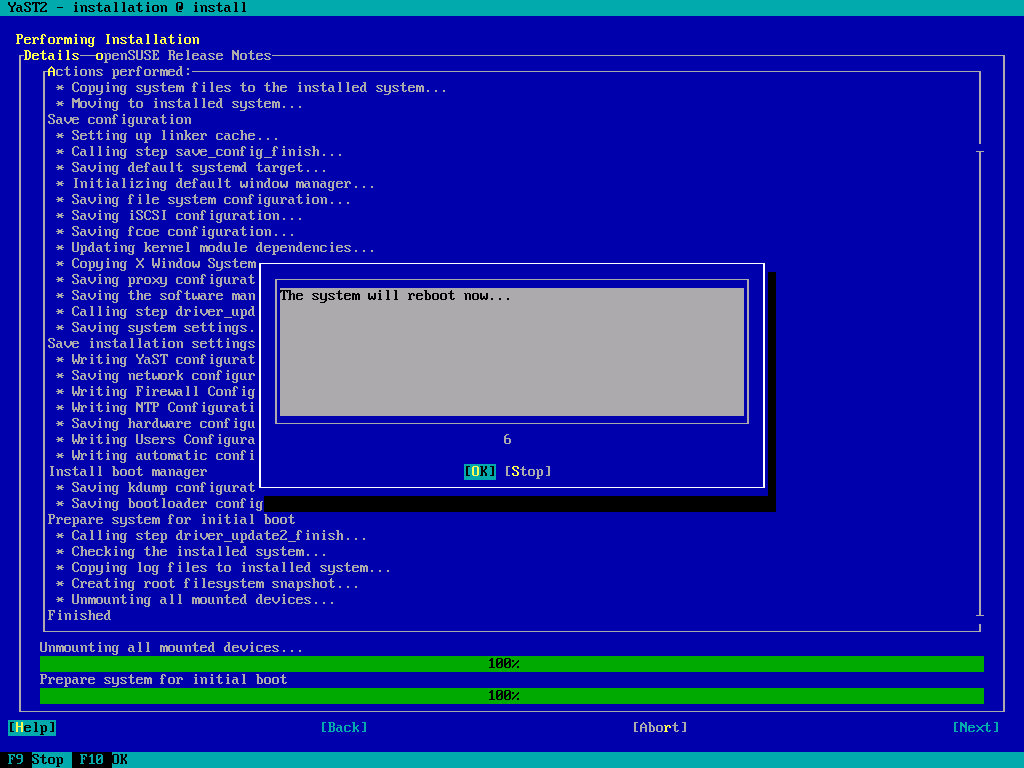 YaST2 - installation @ install
Performing Installation
Details  openSUSE Release Notes
Actions performed:
* Copying system files to the installed system...
* Moving to installed system...
Save configuration
* Setting up linker cache...
* Calling step save_config_finish...
* Saving default systemd target...
* Initializing default window manager...
* Saving file system configuration...
* Saving iSCSI configuration...
* Saving fcoe configuration...
* Updating kernel module dependencies...
* Copying X Window System
* Saving proxy configurat
* Saving the software man
* Calling step driver_upd
* Saving system settings.
Save installation settings
* Writing YaST configurat
* Saving network configur
* Writing Firewall Config
* Writing NTP Configurati
* Saving hardware configu
* Writing Users Configura
* Writing automatic confi
Install boot manager
* Saving kdump configurat
* Saving bootloader config
Prepare system for initial boot
* Calling step driver_update2_finish...
* Checking the installed system...
* Copying log files to installed system...
* Creating root filesystem snapshot...
* Unmounting all mounted devices...
Finished
The system will reboot now...
6
[OK] [Stop]
Unmounting all mounted devices...
100%
Prepare system for initial boot
100%
[Help] [Back] [Abort] [Next]
F9 Stop F10 OK